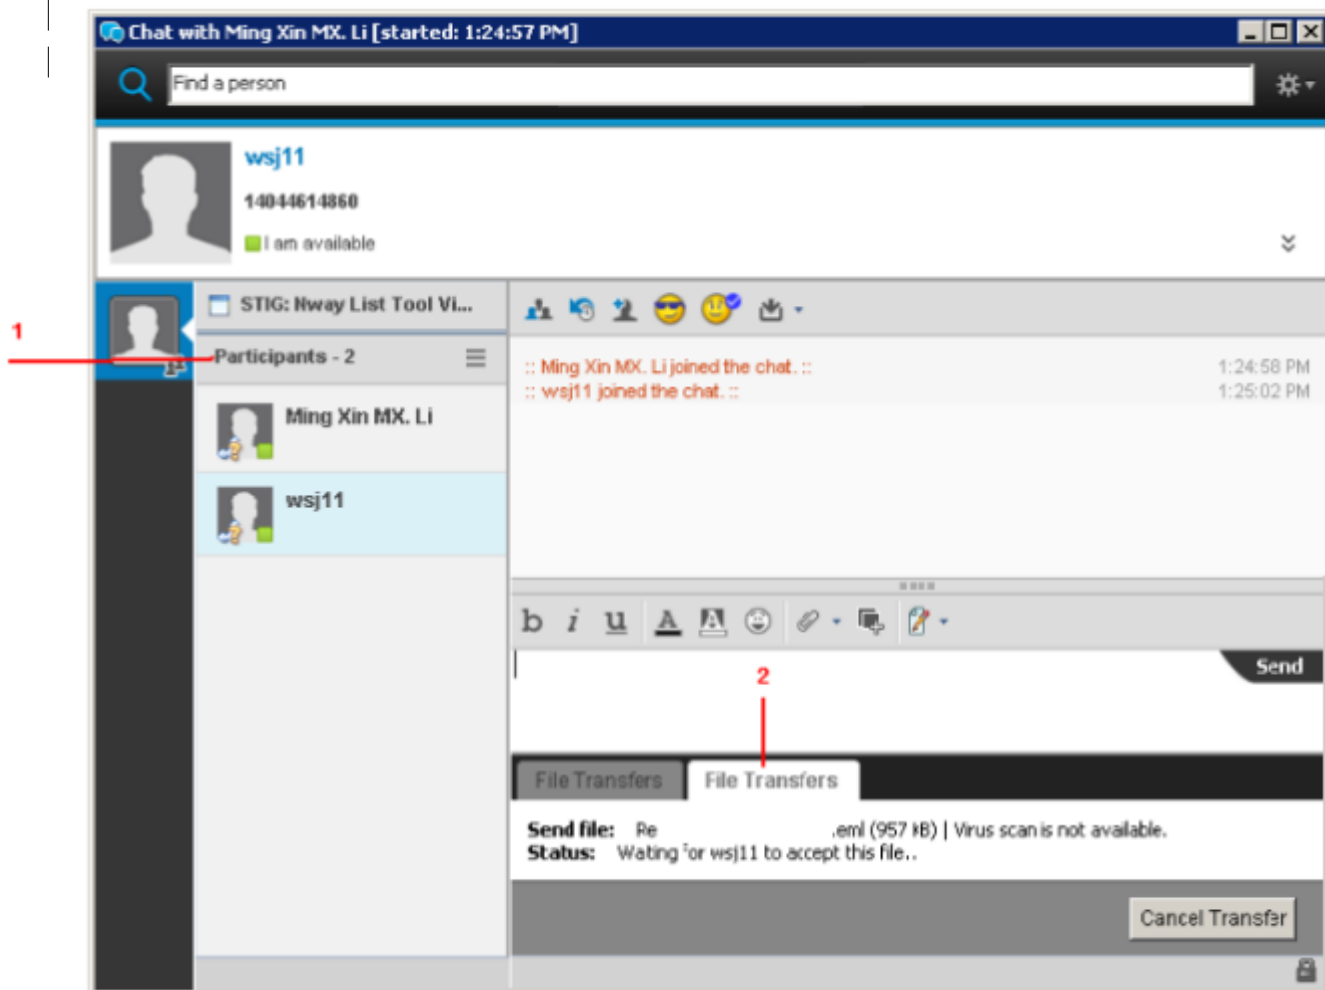 Chat with Ming Xin MX. Li [started: 1:24:57 PM]
Find a person
wsj11
14044614860
I am available
1
STIG: Nway List Tool Vi...
Participants - 2
Ming Xin MX. Li
wsj11
:: Ming Xin MX. Li joined the chat. :: 1:24:58 PM
:: wsj11 joined the chat. :: 1:25:02 PM
b i u A A
Send
2
File Transfers File Transfers
Send file: Re .eml (957 kB) | Virus scan is not available.
Status: Wating for wsj11 to accept this file..
Cancel Transfer